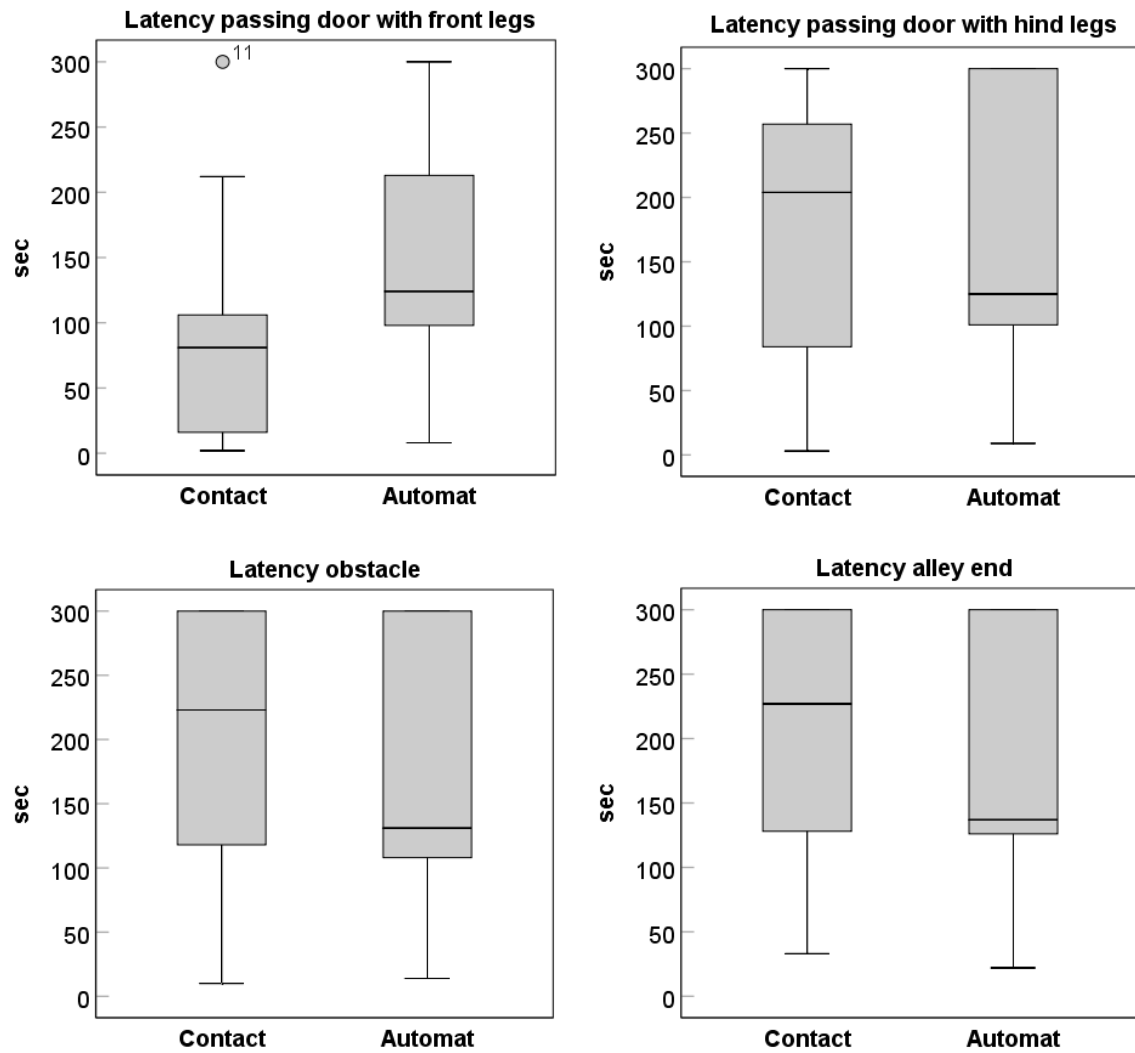 Latency passing door with front legs
300
250
200
150
100
50
0
sec
11
Contact Automat
Latency passing door with hind legs
300
250
200
150
100
50
0
sec
Contact Automat
Latency obstacle
300
250
200
150
100
50
0
sec
Contact Automat
Latency alley end
300
250
200
150
100
50
0
sec
Contact Automat